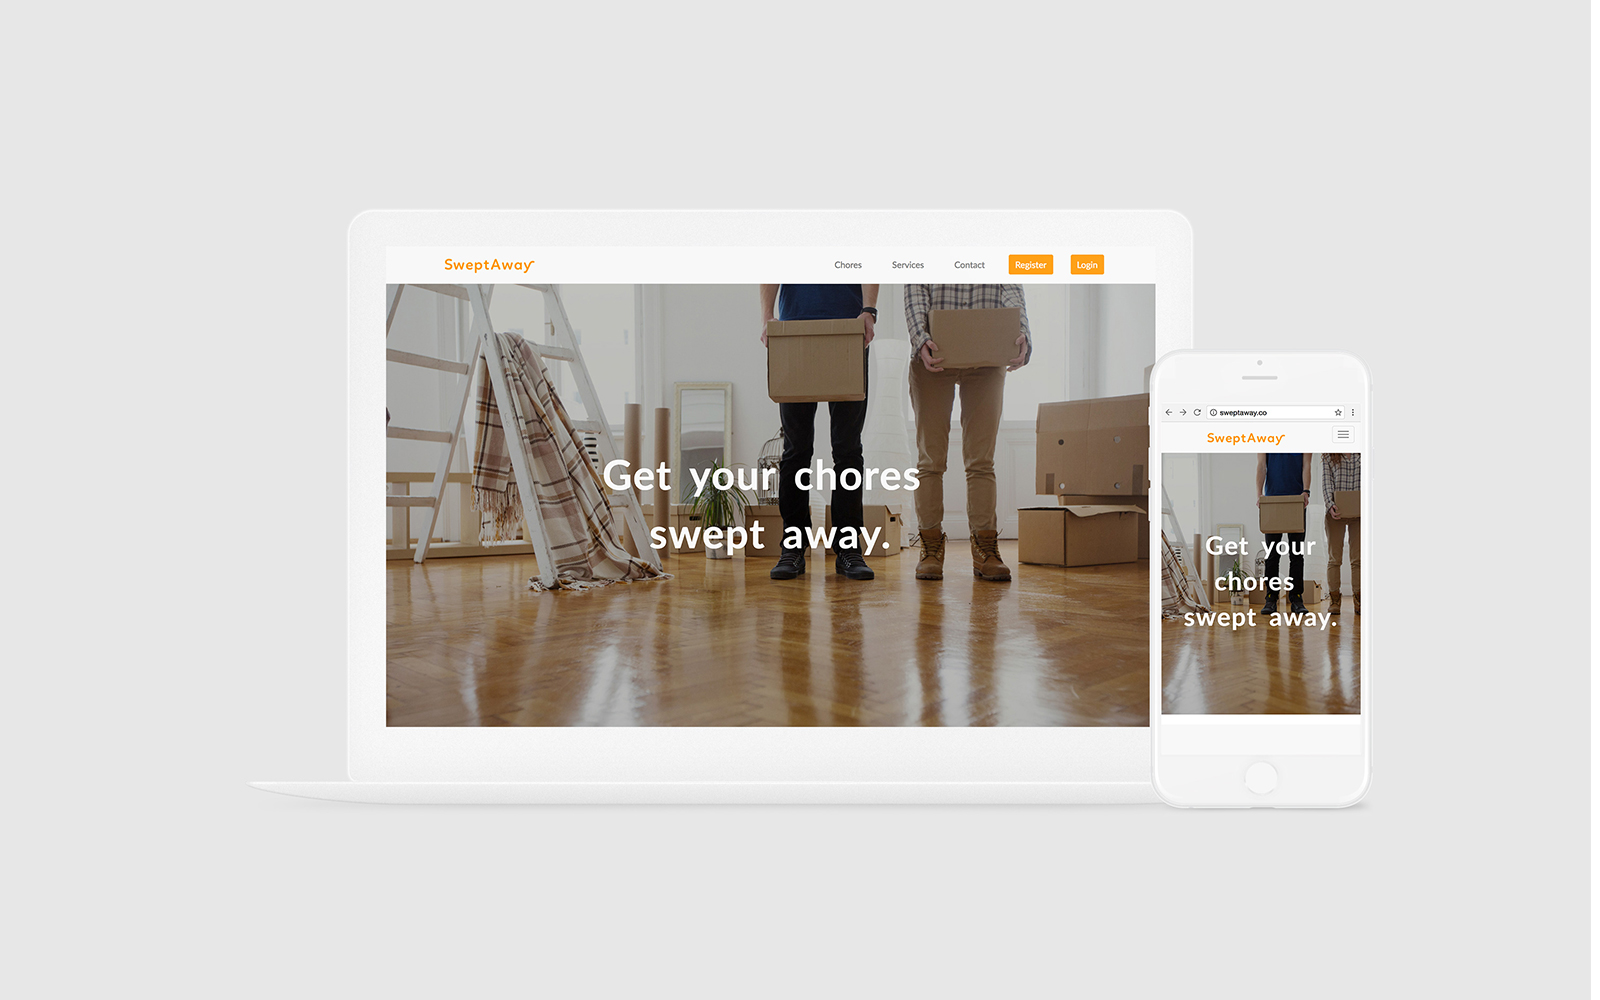 SweptAway
Chores Services Contact Register Login
Get your chores
swept away.
sweptaway.co
SweptAway
Get your
chores
swept away.